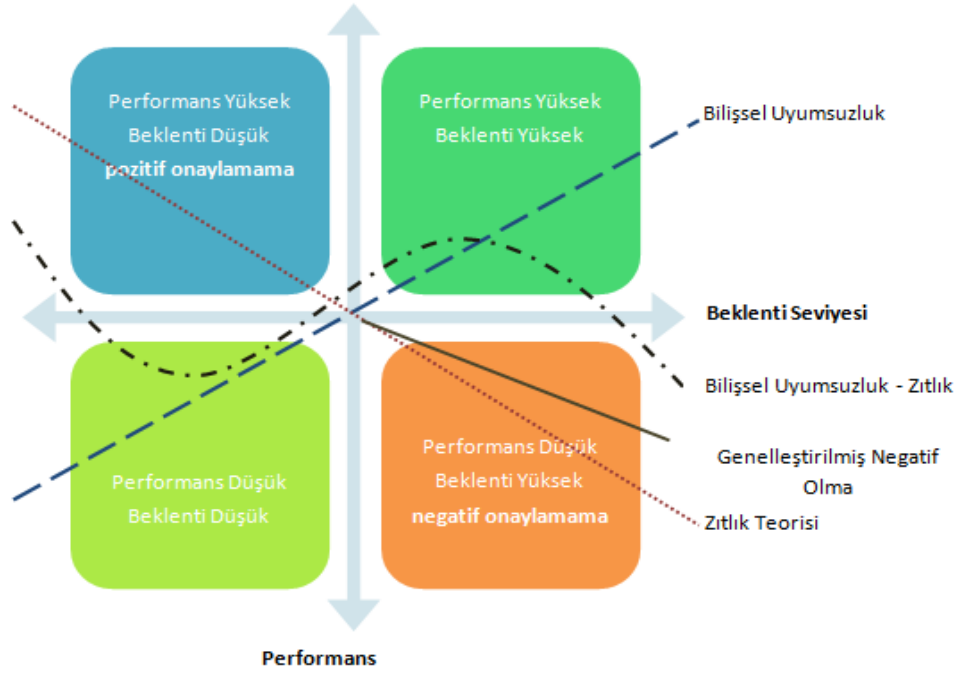 Performans Yüksek
Beklenti Düşük
pozitif onaylamama
Performans Yüksek
Beklenti Yüksek
Bilişsel Uyumsuzluk
Beklenti Seviyesi
Bilişsel Uyumsuzluk - Zıtlık
Performans Düşük
Beklenti Düşük
Performans Düşük
Beklenti Yüksek
negatif onaylamama
Genelleştirilmiş Negatif
Olma
Zıtlık Teorisi
Performans